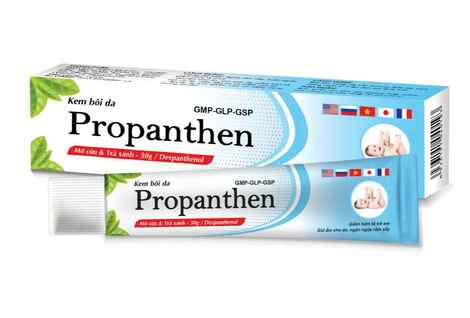 Kem bôi da
GMP-GLP-GSP
Propanthen
Mỡ cừu & Trà xanh - 30g / Dexpanthenol
Kem bôi da
GMP-GLP-GSP
Propanthen
Mỡ cừu & Trà xanh - 30g / Dexpanthenol